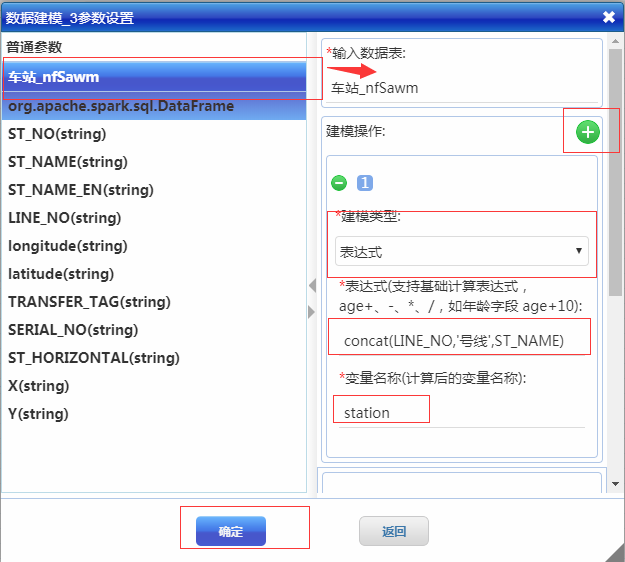 数据建模_3参数设置
普通参数
车站_nfSawm
org.apache.spark.sql.DataFrame
ST_NO(string)
ST_NAME(string)
ST_NAME_EN(string)
LINE_NO(string)
longitude(string)
latitude(string)
TRANSFER_TAG(string)
SERIAL_NO(string)
ST_HORIZONTAL(string)
X(string)
Y(string)
*输入数据表:
车站_nfSawm
建模操作:
1
*建模类型:
表达式
*表达式(支持基础计算表达式，
age+、-、*、/，如年龄字段 age+10):
concat(LINE_NO,'号线',ST_NAME)
*变量名称(计算后的变量名称):
station
确定
返回